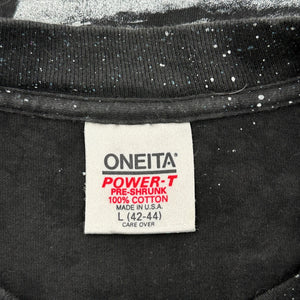 ONEITA®
POWER-T
PRE-SHRUNK
100% COTTON
MADE IN U.S.A.
L (42-44)
CARE OVER